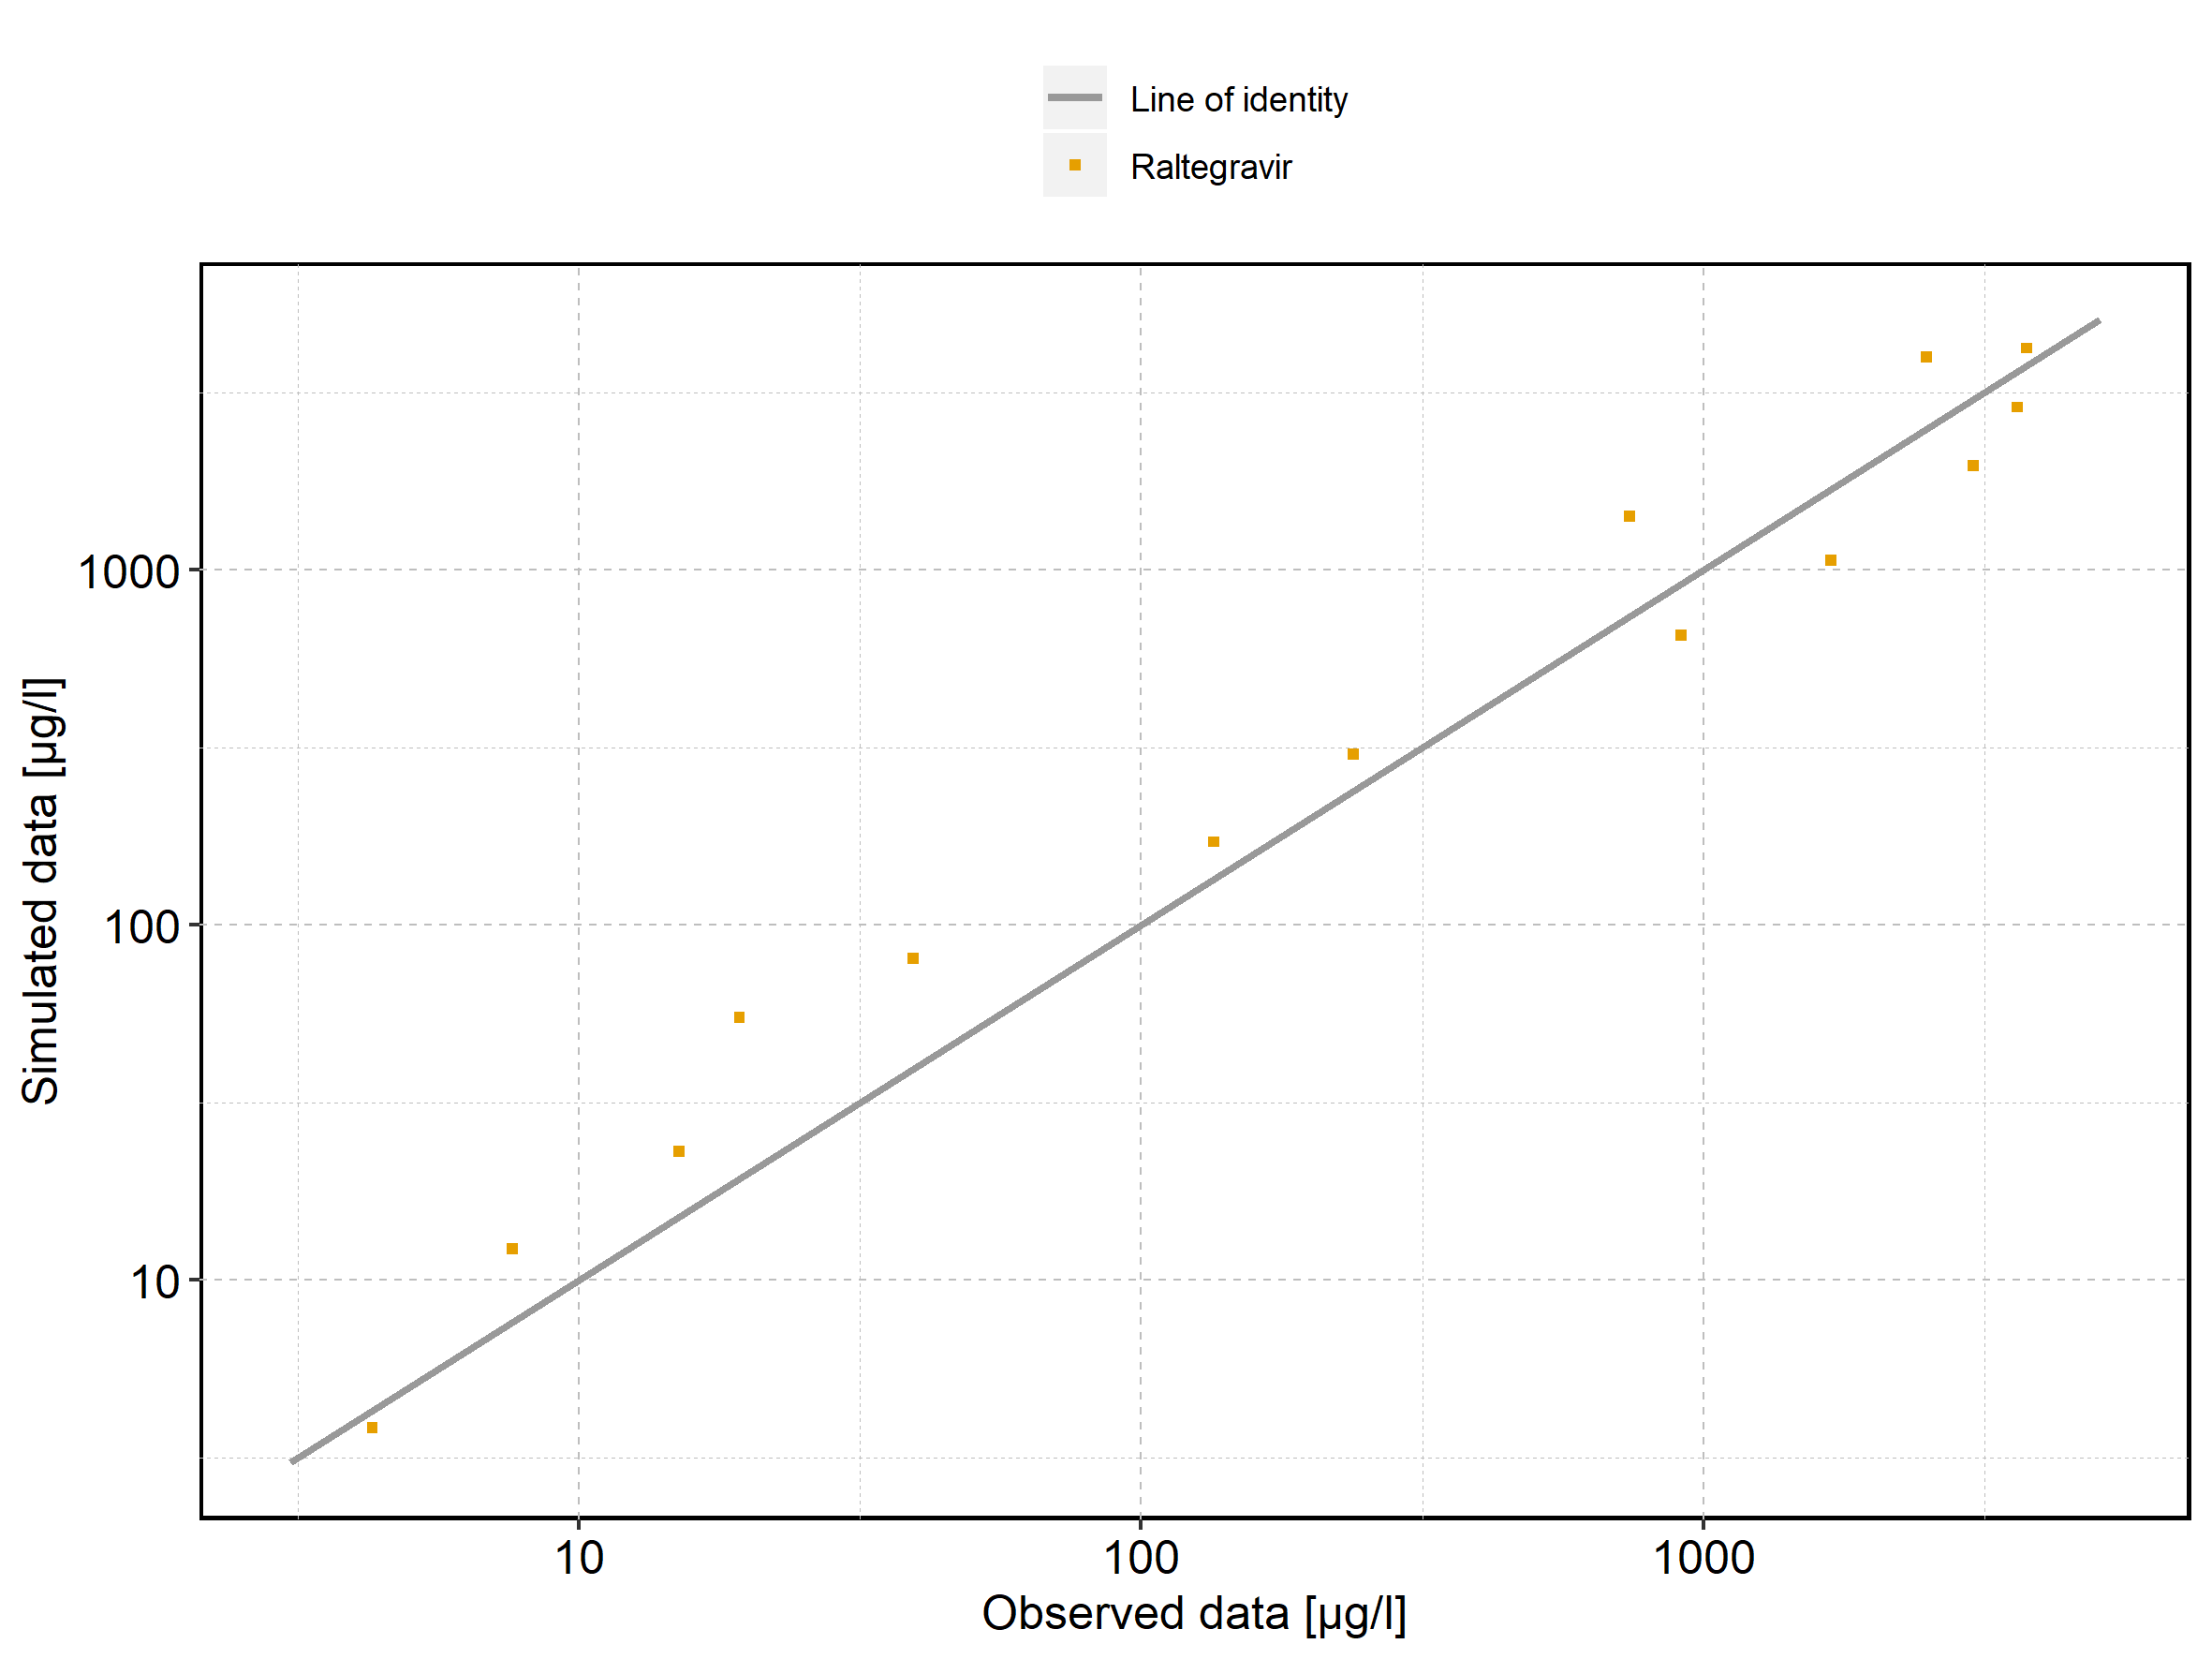 Line of identity
Raltegravir
Simulated data [µg/l]
1000
100
10
10
100
1000
Observed data [µg/l]